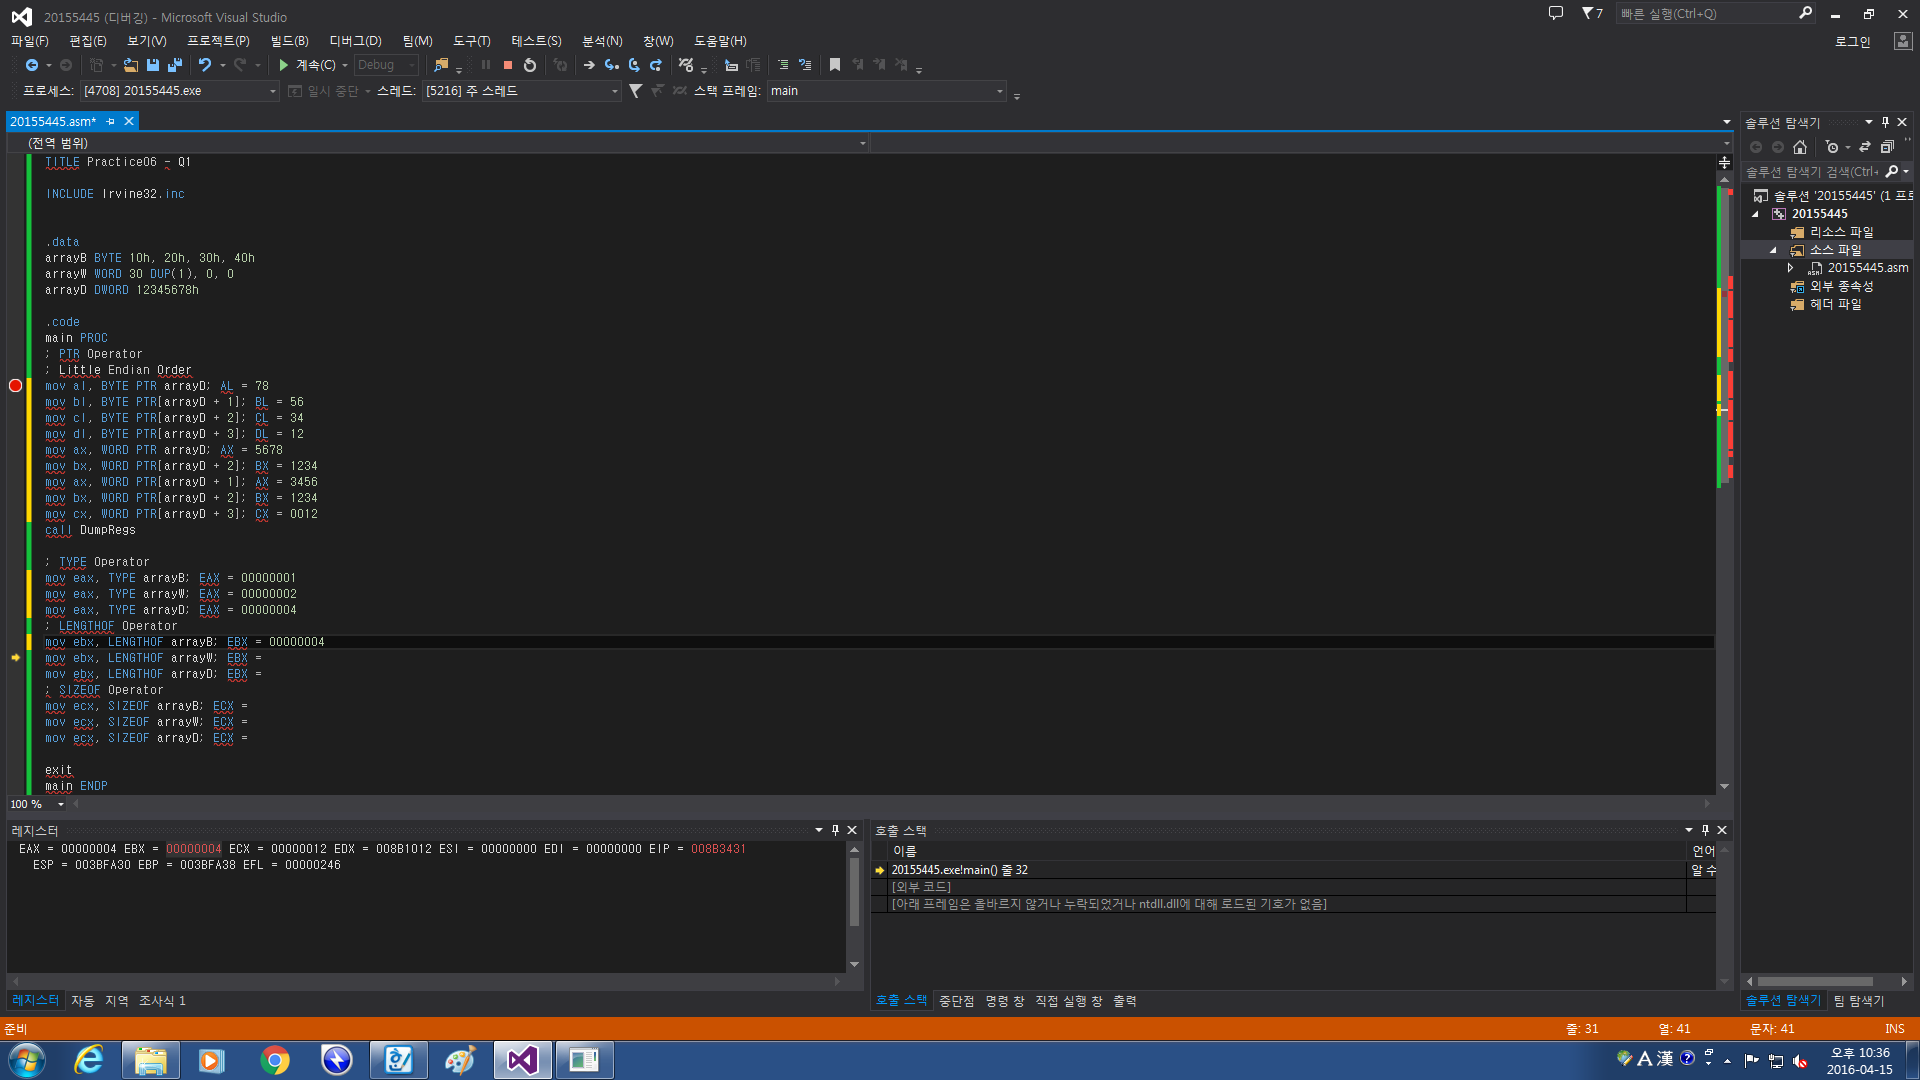 20155445 (디버깅) - Microsoft Visual Studio
7
빠른 실행(Ctrl+Q)
파일(F) 편집(E) 보기(V) 프로젝트(P) 빌드(B) 디버그(D) 팀(M) 도구(T) 테스트(S) 분석(N) 창(W) 도움말(H)
로그인
계속(C) Debug
프로세스: [4708] 20155445.exe 일시 중단 스레드: [5216] 주 스레드 스택 프레임: main
20155445.asm*
(전역 범위)
TITLE Practice06 - Q1
INCLUDE Irvine32.inc
.data
arrayB BYTE 10h, 20h, 30h, 40h
arrayW WORD 30 DUP(1), 0, 0
arrayD DWORD 12345678h
.code
main PROC
; PTR Operator
; Little Endian Order
mov al, BYTE PTR arrayD; AL = 78
mov bl, BYTE PTR[arrayD + 1]; BL = 56
mov cl, BYTE PTR[arrayD + 2]; CL = 34
mov dl, BYTE PTR[arrayD + 3]; DL = 12
mov ax, WORD PTR arrayD; AX = 5678
mov bx, WORD PTR[arrayD + 2]; BX = 1234
mov ax, WORD PTR[arrayD + 1]; AX = 3456
mov bx, WORD PTR[arrayD + 2]; BX = 1234
mov cx, WORD PTR[arrayD + 3]; CX = 0012
call DumpRegs
; TYPE Operator
mov eax, TYPE arrayB; EAX = 00000001
mov eax, TYPE arrayW; EAX = 00000002
mov eax, TYPE arrayD; EAX = 00000004
; LENGTHOF Operator
mov ebx, LENGTHOF arrayB; EBX = 00000004
mov ebx, LENGTHOF arrayW; EBX =
mov ebx, LENGTHOF arrayD; EBX =
; SIZEOF Operator
mov ecx, SIZEOF arrayB; ECX =
mov ecx, SIZEOF arrayW; ECX =
mov ecx, SIZEOF arrayD; ECX =
exit
main ENDP
100 %
솔루션 탐색기
솔루션 탐색기 검색(Ctrl+
솔루션 '20155445' (1 프로
20155445
리소스 파일
소스 파일
20155445.asm
외부 종속성
헤더 파일
레지스터
EAX = 00000004 EBX = 00000004 ECX = 00000012 EDX = 008B1012 ESI = 00000000 EDI = 00000000 EIP = 008B3431
ESP = 003BFA30 EBP = 003BFA38 EFL = 00000246
레지스터 자동 지역 조사식 1
호출 스택
이름 언어
20155445.exe!main() 줄 32 알 수
[외부 코드]
[아래 프레임은 올바르지 않거나 누락되었거나 ntdll.dll에 대해 로드된 기호가 없음]
호출 스택 중단점 명령 창 직접 실행 창 출력
솔루션 탐색기 팀 탐색기
준비 줄: 31 열: 41 문자: 41 INS
A 漢
오후 10:36
2016-04-15